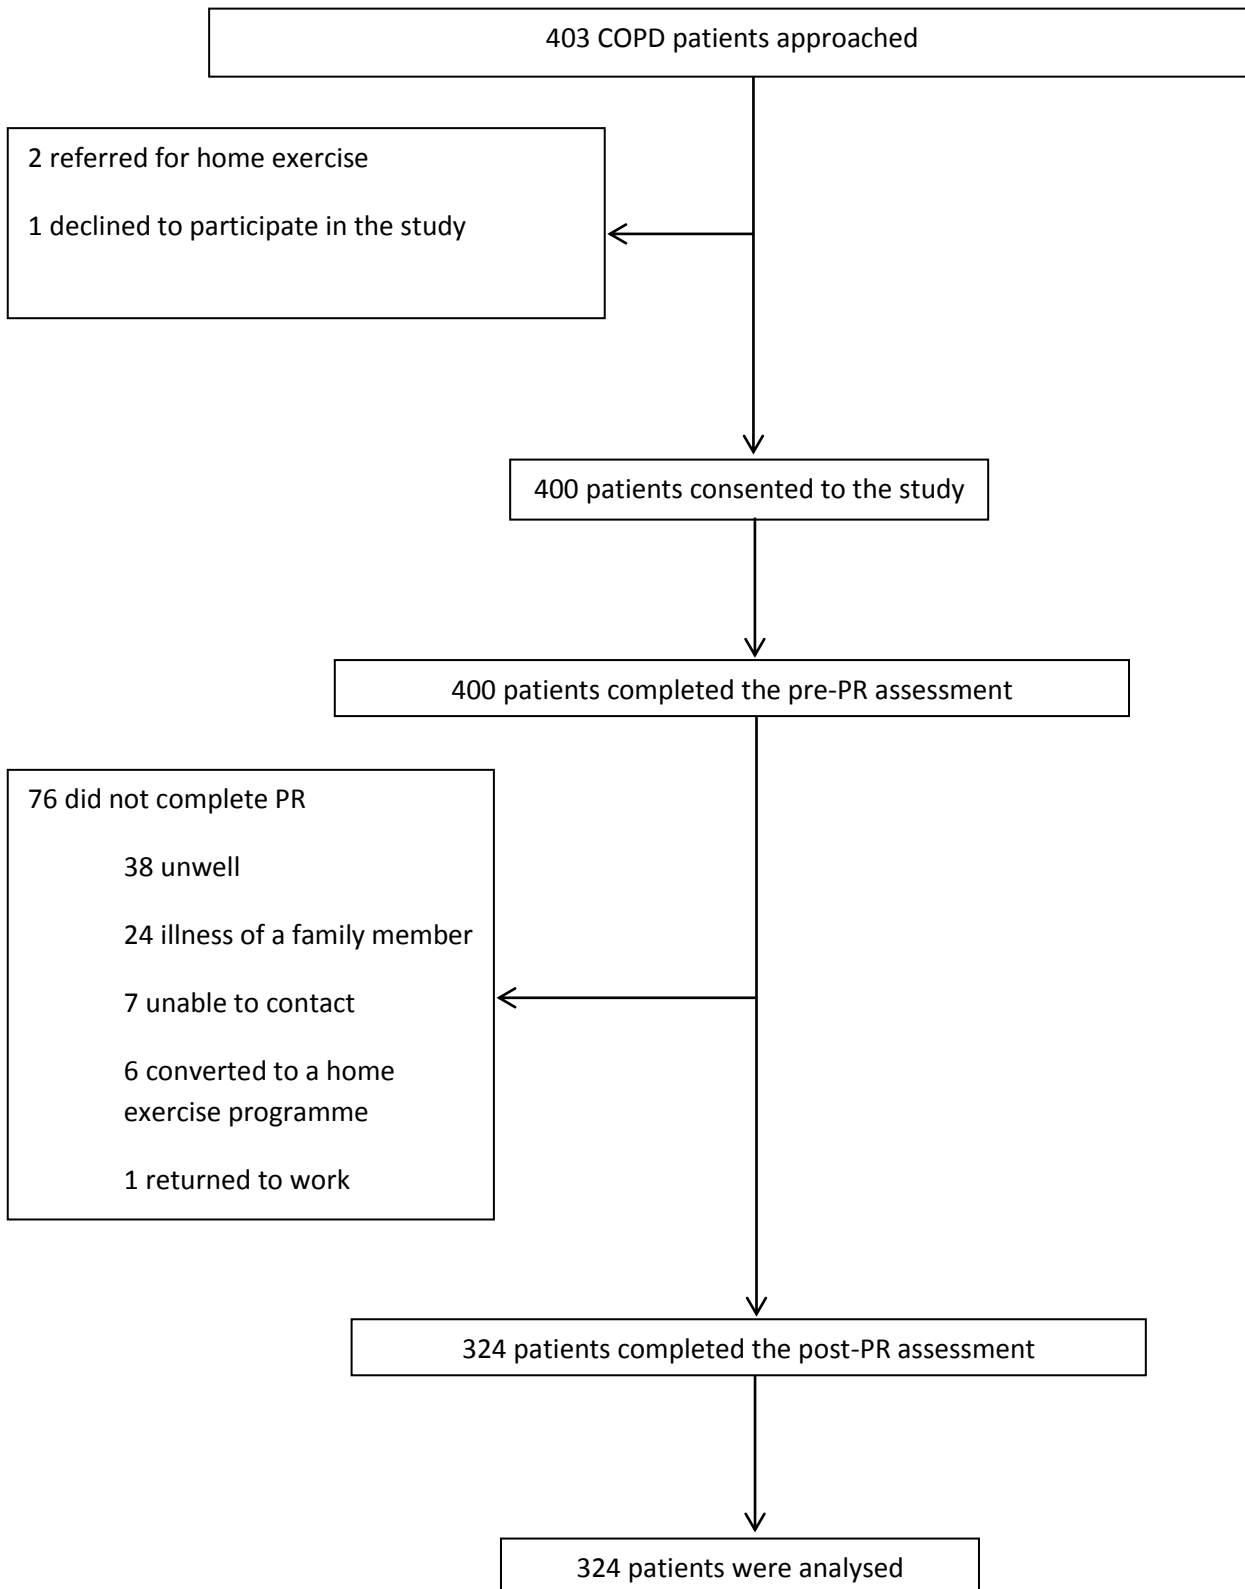 403 COPD patients approached
2 referred for home exercise
1 declined to participate in the study
400 patients consented to the study
400 patients completed the pre-PR assessment
76 did not complete PR
38 unwell
24 illness of a family member
7 unable to contact
6 converted to a home
exercise programme
1 returned to work
324 patients completed the post-PR assessment
324 patients were analysed